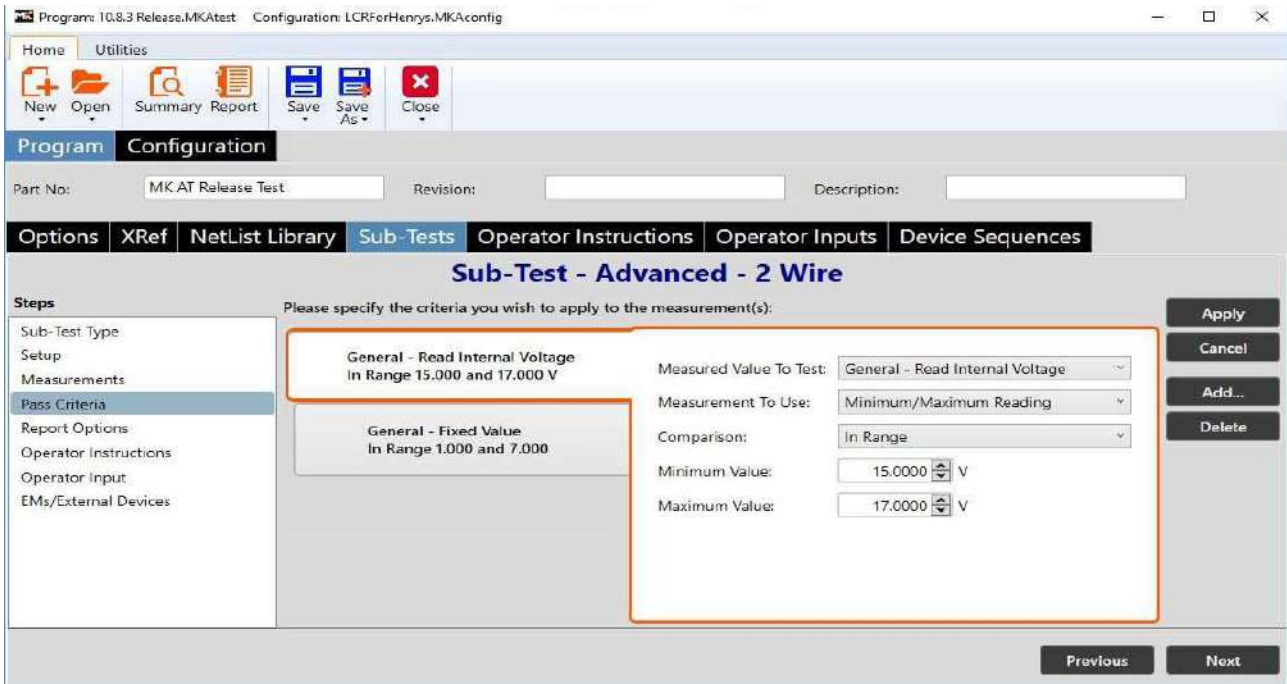 Program: 10.8.3 Release.MKAtest Configuration: LCRForHenrys.MKAconfig
Home Utilities
New Open Summary Report Save Save As Close
Program Configuration
Part No: MK AT Release Test Revision: Description:
Options XRef NetList Library Sub-Tests Operator Instructions Operator Inputs Device Sequences
Sub-Test - Advanced - 2 Wire
Steps
Sub-Test Type
Setup
Measurements
Pass Criteria
Report Options
Operator Instructions
Operator Input
EMs/External Devices
Please specify the criteria you wish to apply to the measurement(s):
General - Read Internal Voltage
In Range 15.000 and 17.000 V
General - Fixed Value
In Range 1.000 and 7.000
Measured Value To Test: General - Read Internal Voltage
Measurement To Use: Minimum/Maximum Reading
Comparison: In Range
Minimum Value: 15.0000 V
Maximum Value: 17.0000 V
Apply
Cancel
Add...
Delete
Previous Next